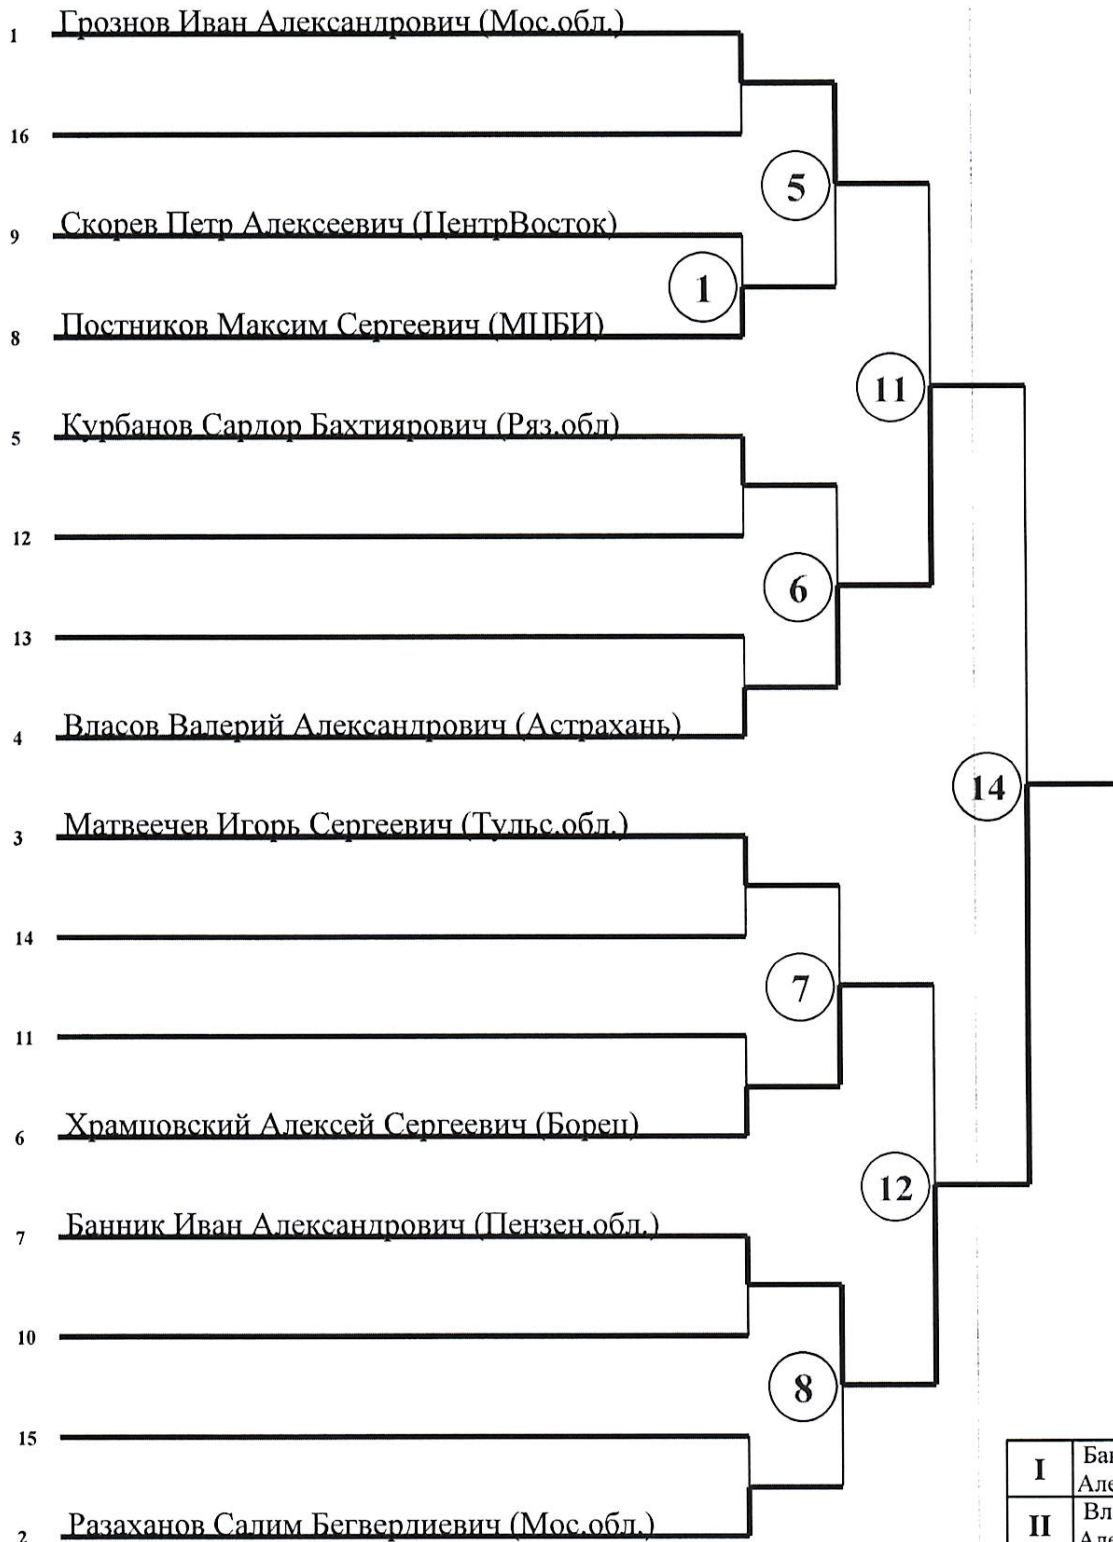 1 Грознов Иван Александрович (Мос.обл.)
16
5
9 Скорев Петр Алексеевич (ЦентрВосток)
1
8 Постников Максим Сергеевич (МЦБИ)
11
5 Курбанов Сардор Бахтиярович (Ряз.обл)
12
6
13
4 Власов Валерий Александрович (Астрахань)
14
3 Матвеечев Игорь Сергеевич (Тульс.обл.)
14
7
11
6 Храмцовский Алексей Сергеевич (Борец)
12
7 Банник Иван Александрович (Пензен.обл.)
10
8
15
I
2 Разаханов Салим Бегвердиевич (Мос.обл.)
II